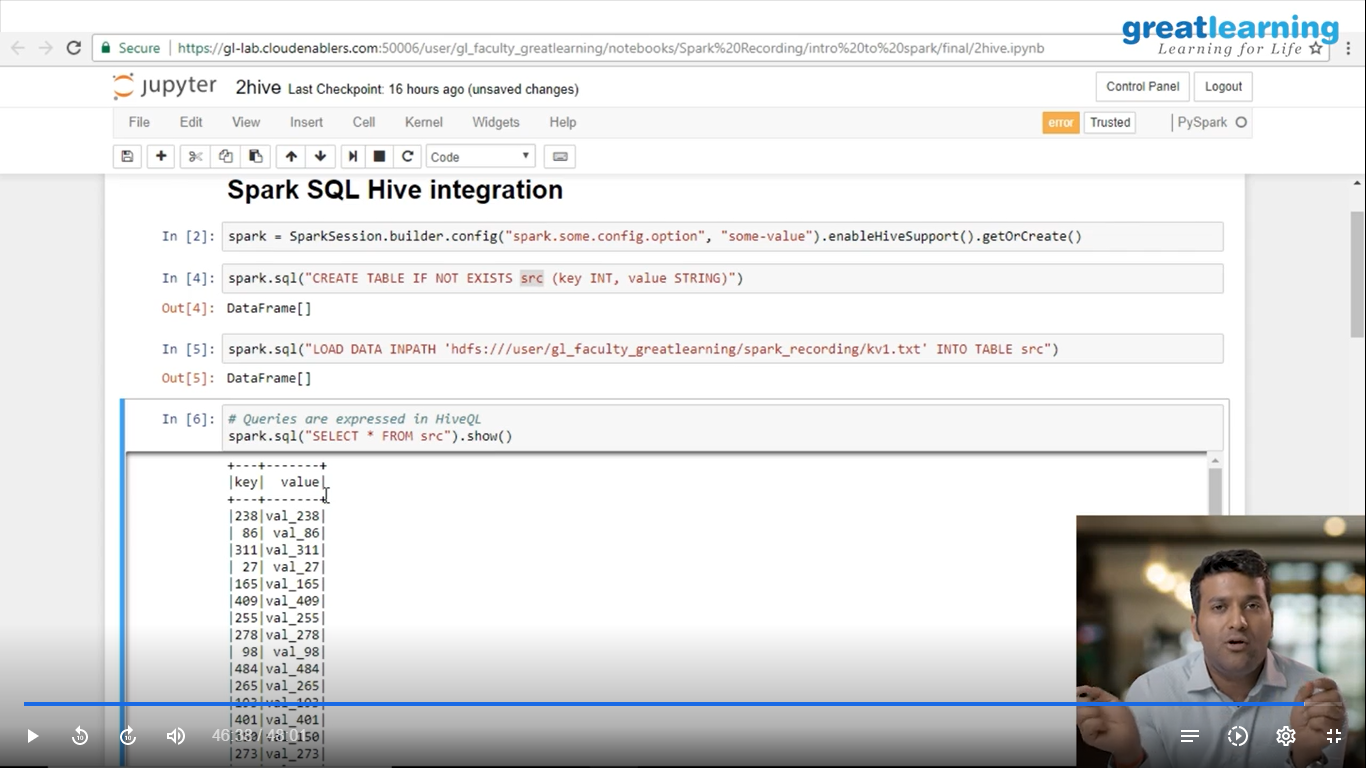 greatlearning
Learning for Life
Secure https://gl-lab.cloudenablers.com:50006/user/gl_faculty_greatlearning/notebooks/Spark%20Recording/intro%20to%20spark/final/2hive.ipynb
jupyter 2hive Last Checkpoint: 16 hours ago (unsaved changes)
Control Panel Logout
File Edit View Insert Cell Kernel Widgets Help
error Trusted PySpark
Code
Spark SQL Hive integration
In [2]: spark = SparkSession.builder.config("spark.some.config.option", "some-value").enableHiveSupport().getOrCreate()
In [4]: spark.sql("CREATE TABLE IF NOT EXISTS src (key INT, value STRING)")
Out[4]: DataFrame[]
In [5]: spark.sql("LOAD DATA INPATH 'hdfs:///user/gl_faculty_greatlearning/spark_recording/kv1.txt' INTO TABLE src")
Out[5]: DataFrame[]
In [6]: # Queries are expressed in HiveQL
spark.sql("SELECT * FROM src").show()
+---+-------+
|key|  value|
+---+-------+
|238|val_238|
| 86| val_86|
|311|val_311|
| 27| val_27|
|165|val_165|
|409|val_409|
|255|val_255|
|278|val_278|
| 98| val_98|
|484|val_484|
|265|val_265|
|193|val_193|
|401|val_401|
46:38 / 48:01
|273|val_273|